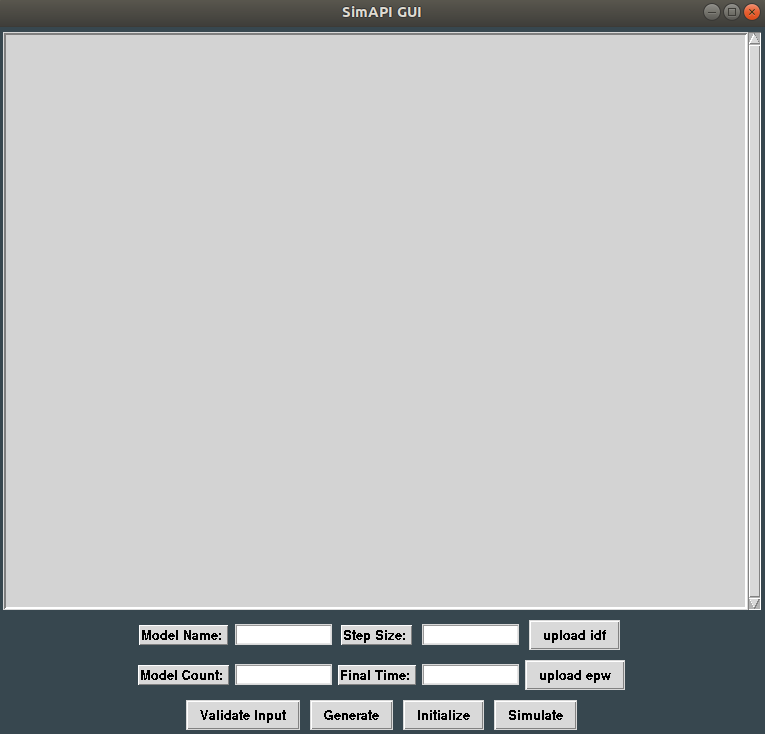 SimAPI GUI
Model Name: Step Size: upload idf
Model Count: Final Time: upload epw
Validate Input Generate Initialize Simulate